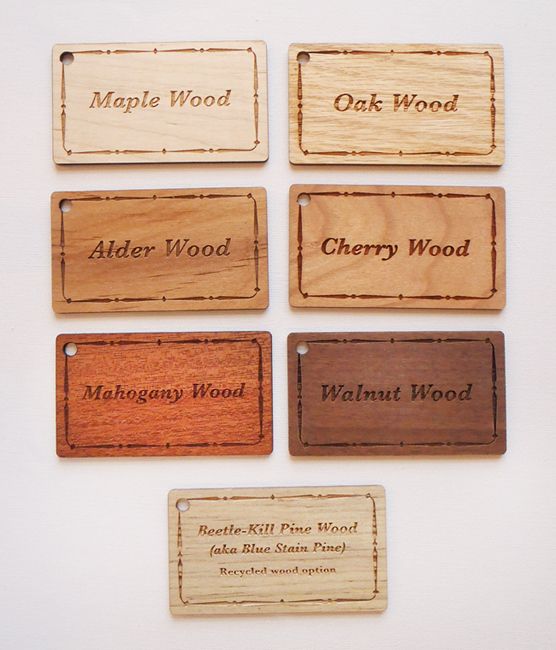 Maple Wood
Oak Wood
Alder Wood
Cherry Wood
Mahogany Wood
Walnut Wood
Beetle-Kill Pine Wood
(aka Blue Stain Pine)
Recycled wood option